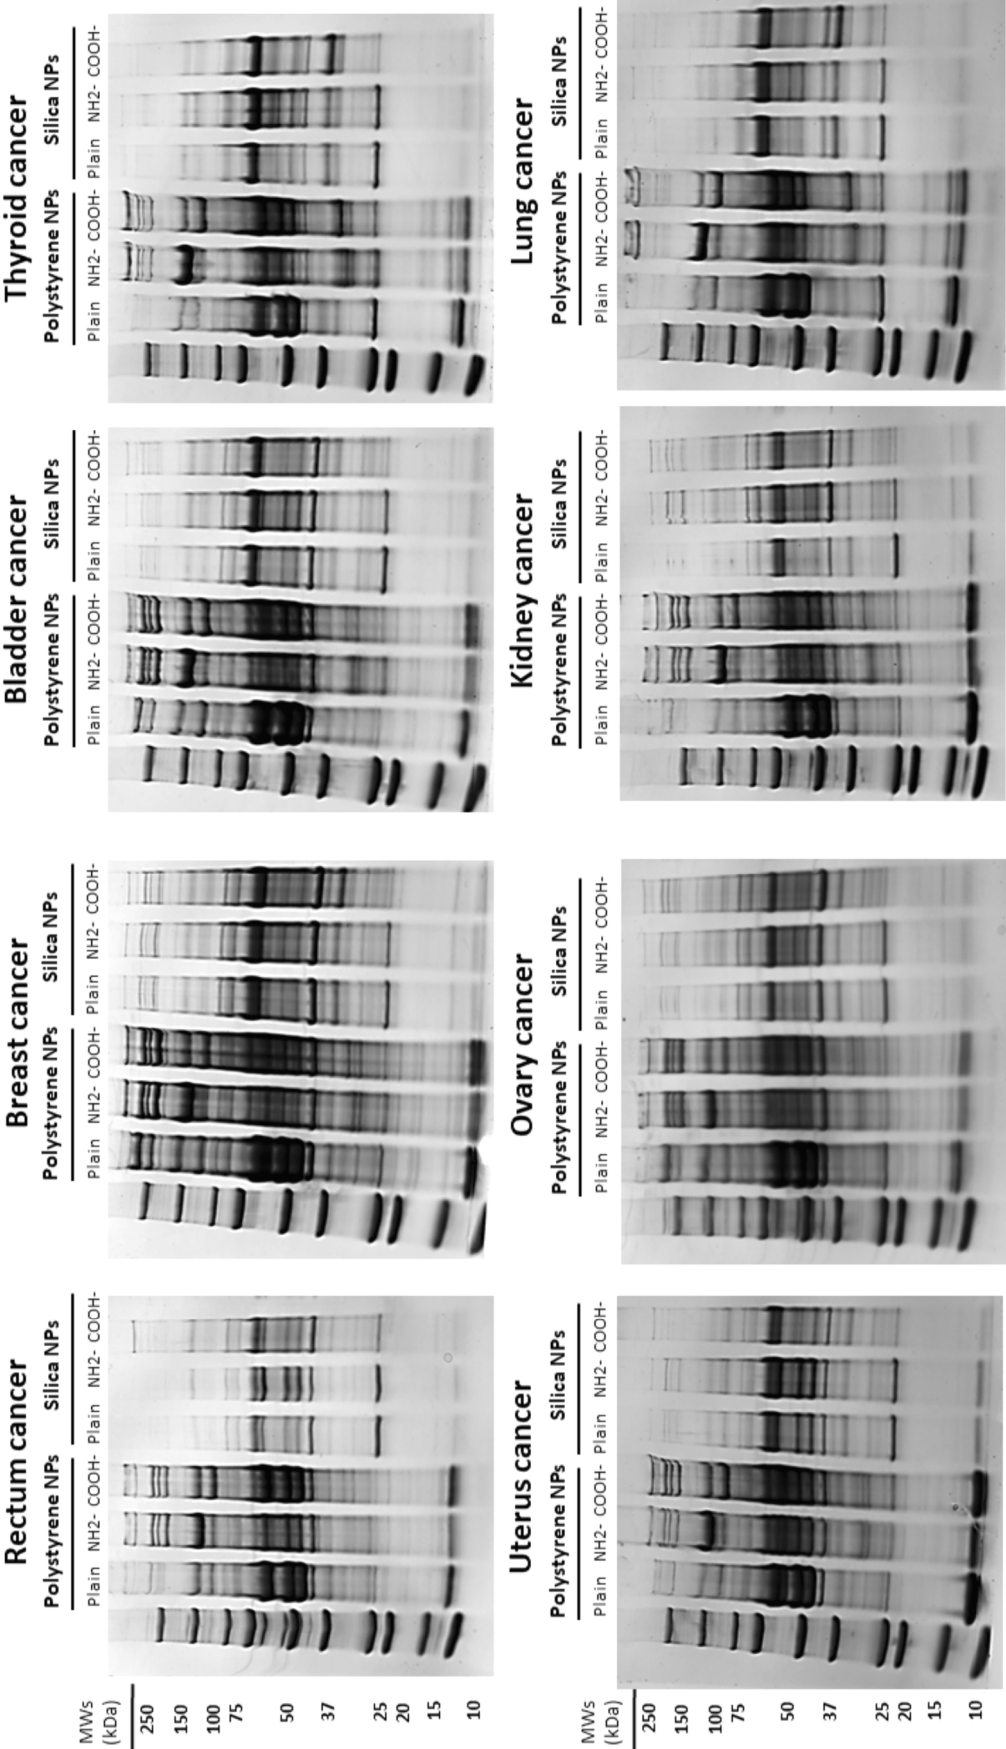 Rectum cancer
Breast cancer
Bladder cancer
Thyroid cancer
Polystyrene NPs
Silica NPs
Polystyrene NPs
Silica NPs
Polystyrene NPs
Silica NPs
Polystyrene NPs
Silica NPs
MWs
(kDa)
Plain NH2- COOH- Plain NH2- COOH-
Plain NH2- COOH- Plain NH2- COOH-
Plain NH2- COOH- Plain NH2- COOH-
Plain NH2- COOH- Plain NH2- COOH-
250
150
100
75
50
37
25
20
15
10
Uterus cancer
Ovary cancer
Kidney cancer
Lung cancer
Polystyrene NPs
Silica NPs
Polystyrene NPs
Silica NPs
Polystyrene NPs
Silica NPs
Polystyrene NPs
Silica NPs
MWs
(kDa)
Plain NH2- COOH- Plain NH2- COOH-
Plain NH2- COOH- Plain NH2- COOH-
Plain NH2- COOH- Plain NH2- COOH-
Plain NH2- COOH- Plain NH2- COOH-
250
150
100
75
50
37
25
20
15
10